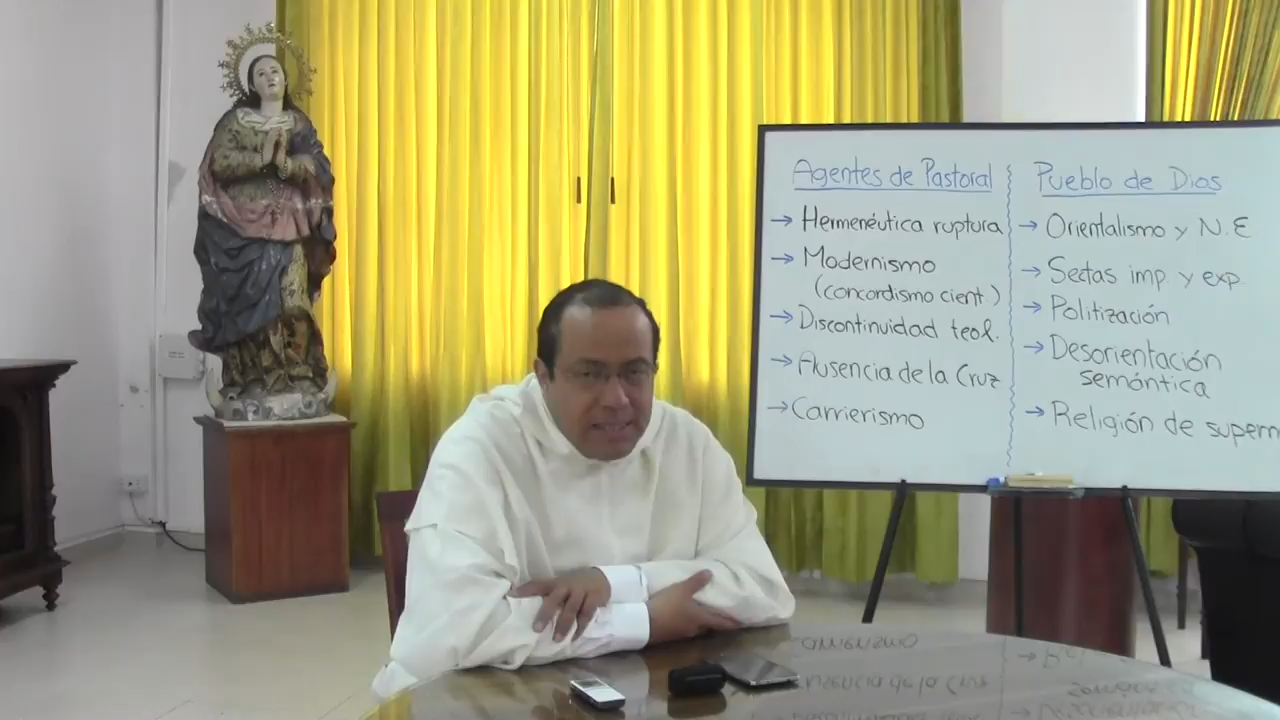 Agentes de Pastoral
→ Hermenéutica ruptura
→ Modernismo
(concordismo cient.)
→ Discontinuidad teol.
→ Ausencia de la Cruz
→ Carrierismo
Pueblo de Dios
→ Orientalismo y N.E
→ Sectas imp. y exp
→ Politización
→ Desorientación
semántica
→ Religión de